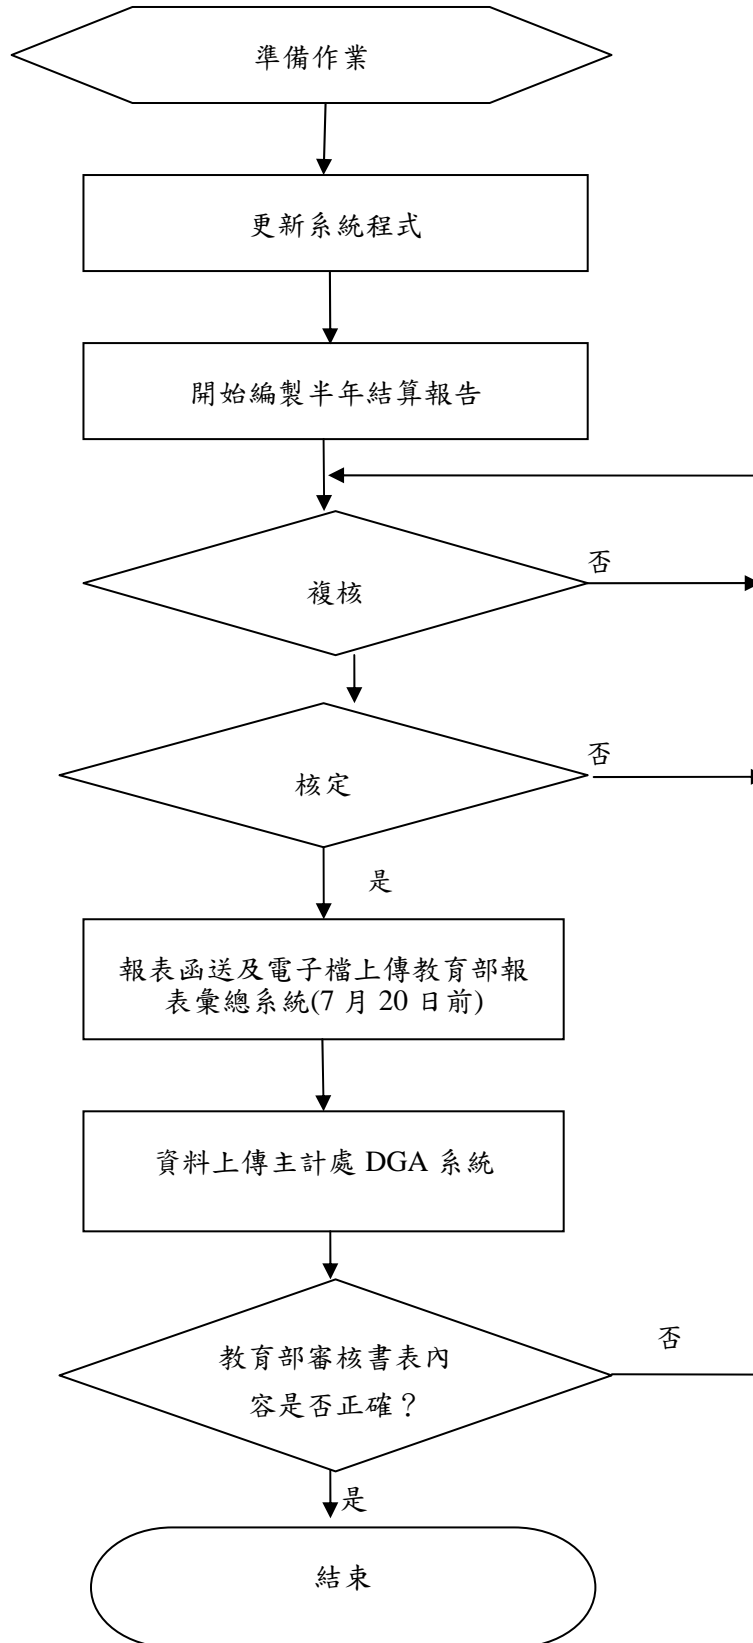 準備作業
更新系統程式
開始編製半年結算報告
否
複核
否
核定
是
報表函送及電子檔上傳教育部報
表彙總系統(7 月 20 日前)
資料上傳主計處 DGA 系統
否
教育部審核書表內
容是否正確？
是
結束